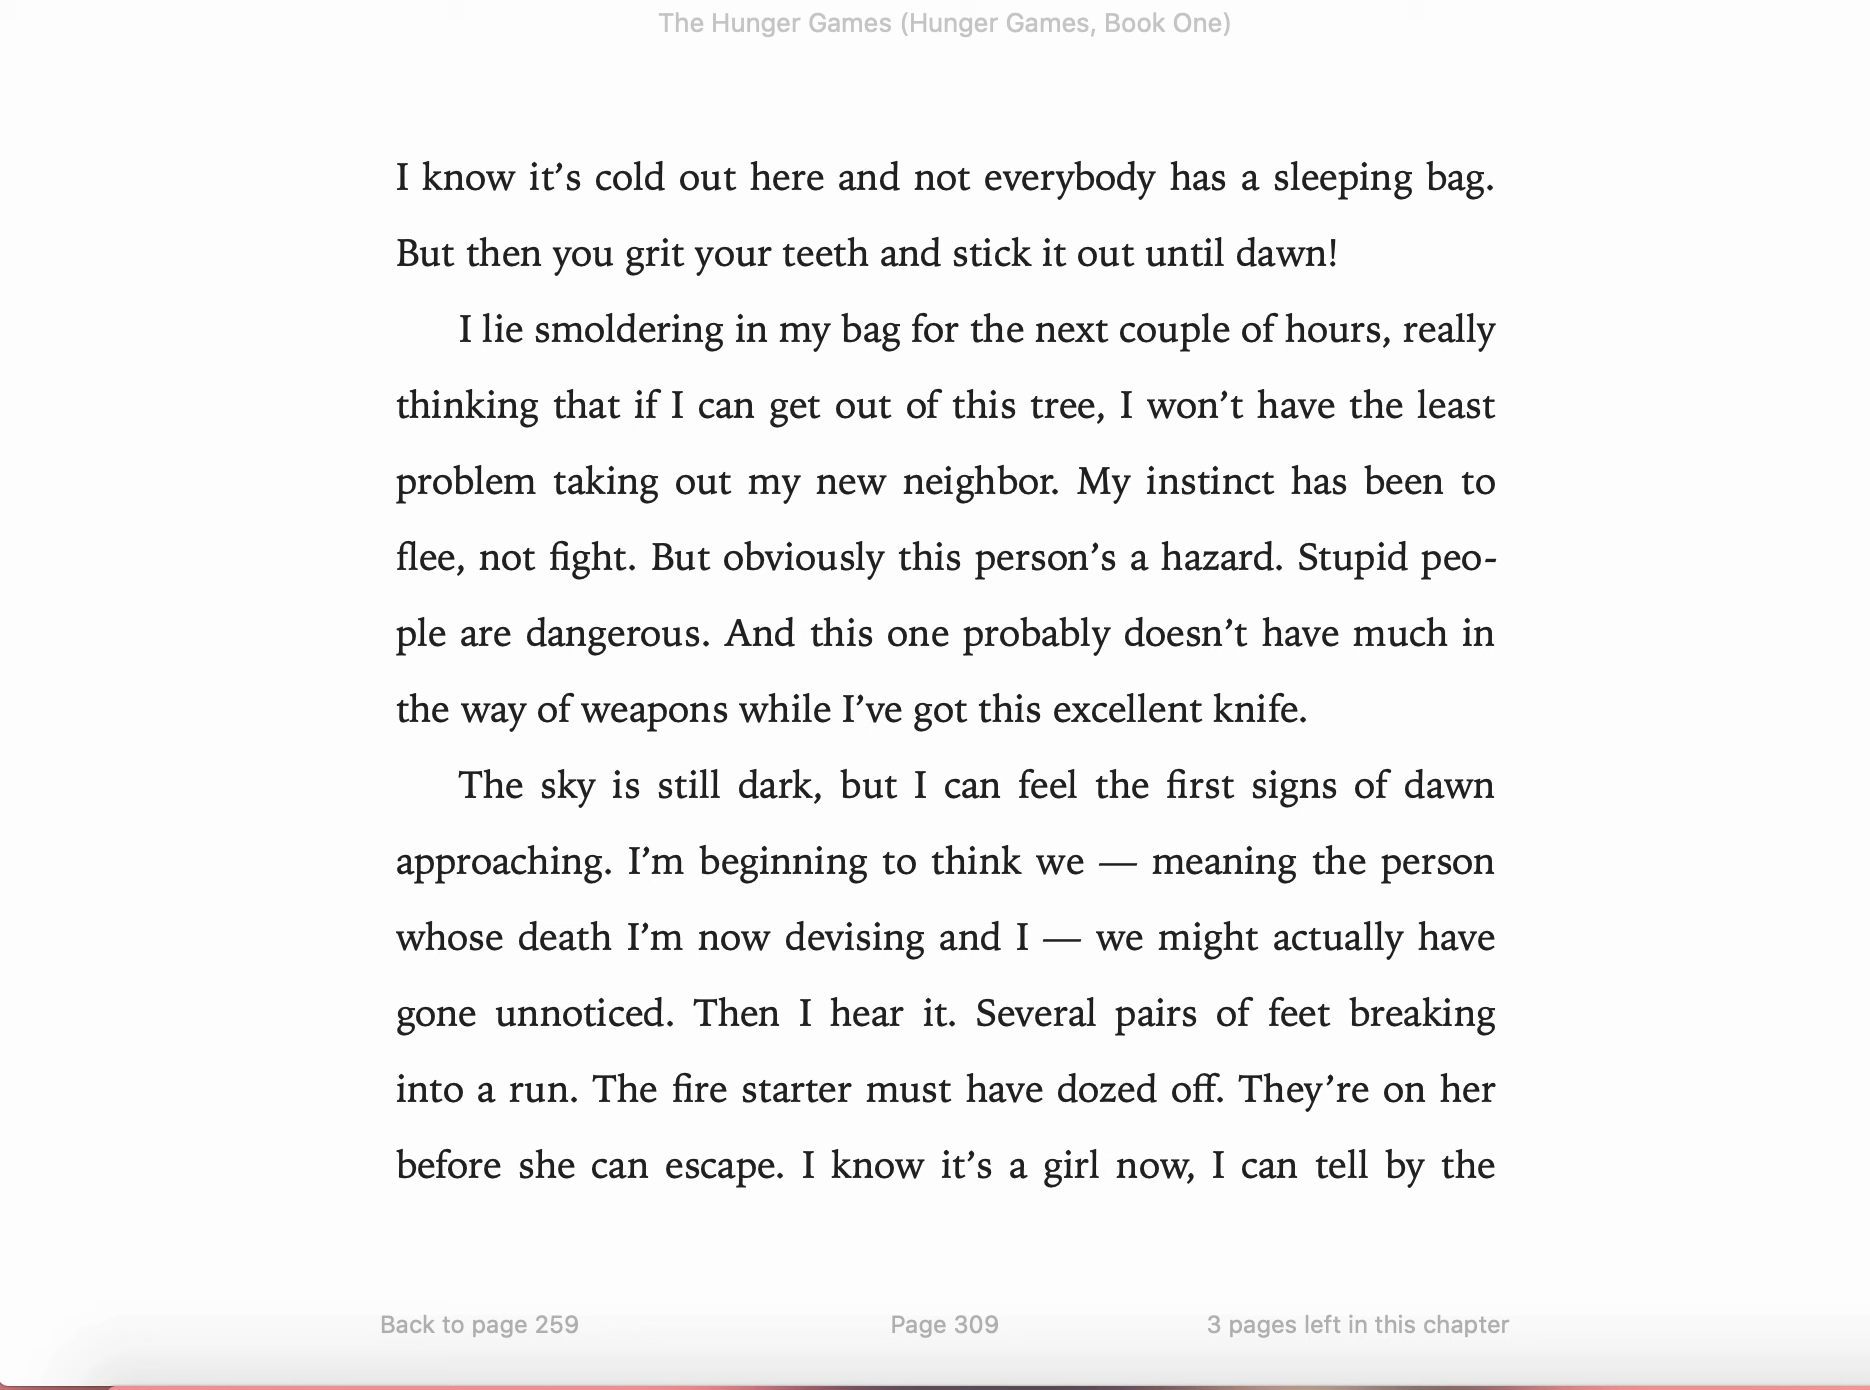 The Hunger Games (Hunger Games, Book One)
I know it’s cold out here and not everybody has a sleeping bag.
But then you grit your teeth and stick it out until dawn!
I lie smoldering in my bag for the next couple of hours, really
thinking that if I can get out of this tree, I won’t have the least
problem taking out my new neighbor. My instinct has been to
flee, not fight. But obviously this person’s a hazard. Stupid peo-
ple are dangerous. And this one probably doesn’t have much in
the way of weapons while I’ve got this excellent knife.
The sky is still dark, but I can feel the first signs of dawn
approaching. I’m beginning to think we — meaning the person
whose death I’m now devising and I — we might actually have
gone unnoticed. Then I hear it. Several pairs of feet breaking
into a run. The fire starter must have dozed off. They’re on her
before she can escape. I know it’s a girl now, I can tell by the
Back to page 259 Page 309 3 pages left in this chapter